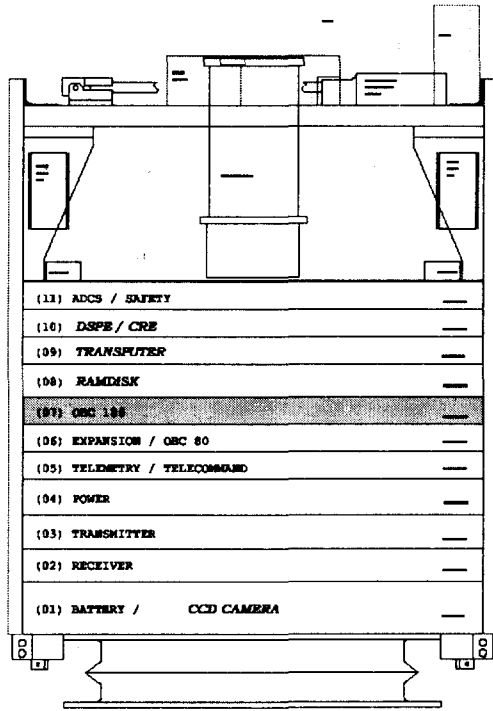 (11) ADCS / SAFETY
(10) DSPE / CRE
(09) TRANSPUTER
(08) RAMDISK
(07) OBC 186
(06) EXPANSION / OBC 80
(05) TELEMETRY / TELECOMMAND
(04) POWER
(03) TRANSMITTER
(02) RECEIVER
(01) BATTERY / CCD CAMERA